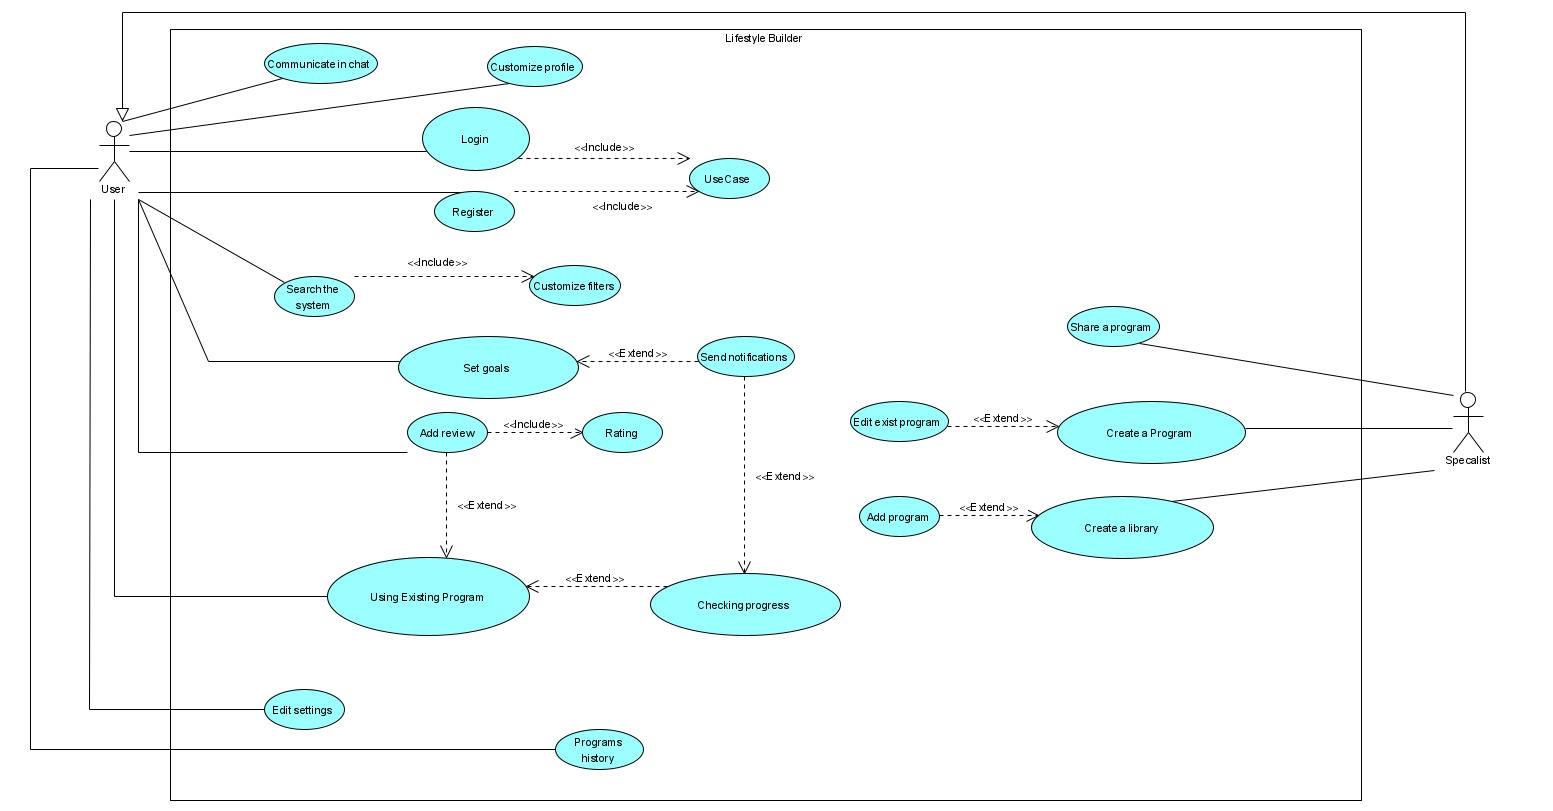 Lifestyle Builder
Communicate in chat
Customize profile
Login
<<Include>>
UseCase
User
Register
<<Include>>
<<Include>>
Search the
system
Customize filters
Share a program
<<Extend>>
Send notifications
Set goals
Add review
<<Include>>
Rating
Edit exist program
<<Extend>>
Create a Program
Specalist
<<Extend>>
<<Extend>>
Add program
<<Extend>>
Create a library
<<Extend>>
Using Existing Program
Checking progress
Edit settings
Programs
history